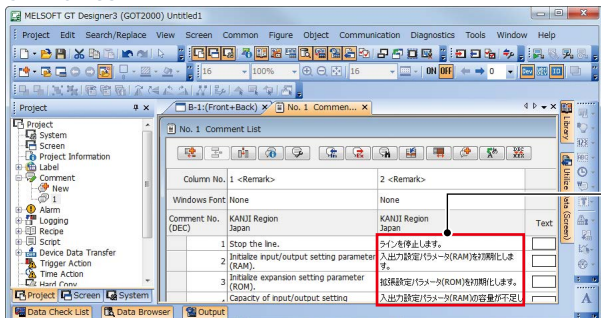 MELSOFT GT Designer3 (GOT2000) Untitled1
Project Edit Search/Replace View Screen Common Figure Object Communication Diagnostics Tools Window Help
16 100% 16 ON OFF 0
Project
B-1:(Front+Back) No. 1 Commen...
Project
System
Screen
Project Information
Label
Comment
New
1
Alarm
Logging
Recipe
Script
Device Data Transfer
Trigger Action
Time Action
Hard Copy
Project Screen System
No. 1 Comment List
Column No. 1 <Remark> 2 <Remark>
Windows Font None None
Comment No. (DEC) KANJI Region Japan KANJI Region Japan Text
1 Stop the line. ラインを停止します。
2 Initialize input/output setting parameter (RAM). 入出力設定パラメータ(RAM)を初期化します。
3 Initialize expansion setting parameter (ROM). 拡張設定パラメータ(ROM)を初期化します。
Capacity of input/output setting 入出力設定パラメータ(RAM)の容量が不足し
Library
Data Check List Data Browser Output